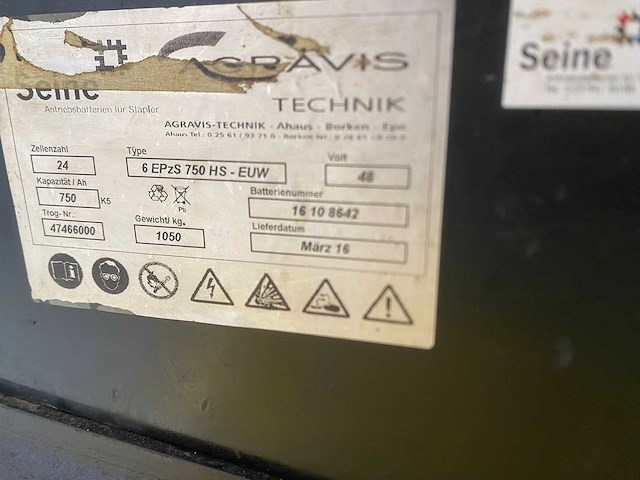 AGRAVIS
Seine
Antriebsbatterien für Stapler
TECHNIK
AGRAVIS-TECHNIK · Ahaus - Borken - Epe
Zellenzahl
24
Type
6 EPzS 750 HS - EUW
Volt
48
Kapazität / Ah
750 K5
Pb
Batterienummer
16 10 8642
Trog- Nr.:
47466000
Gewicht/ kg.
1050
Lieferdatum
März 16
Seine